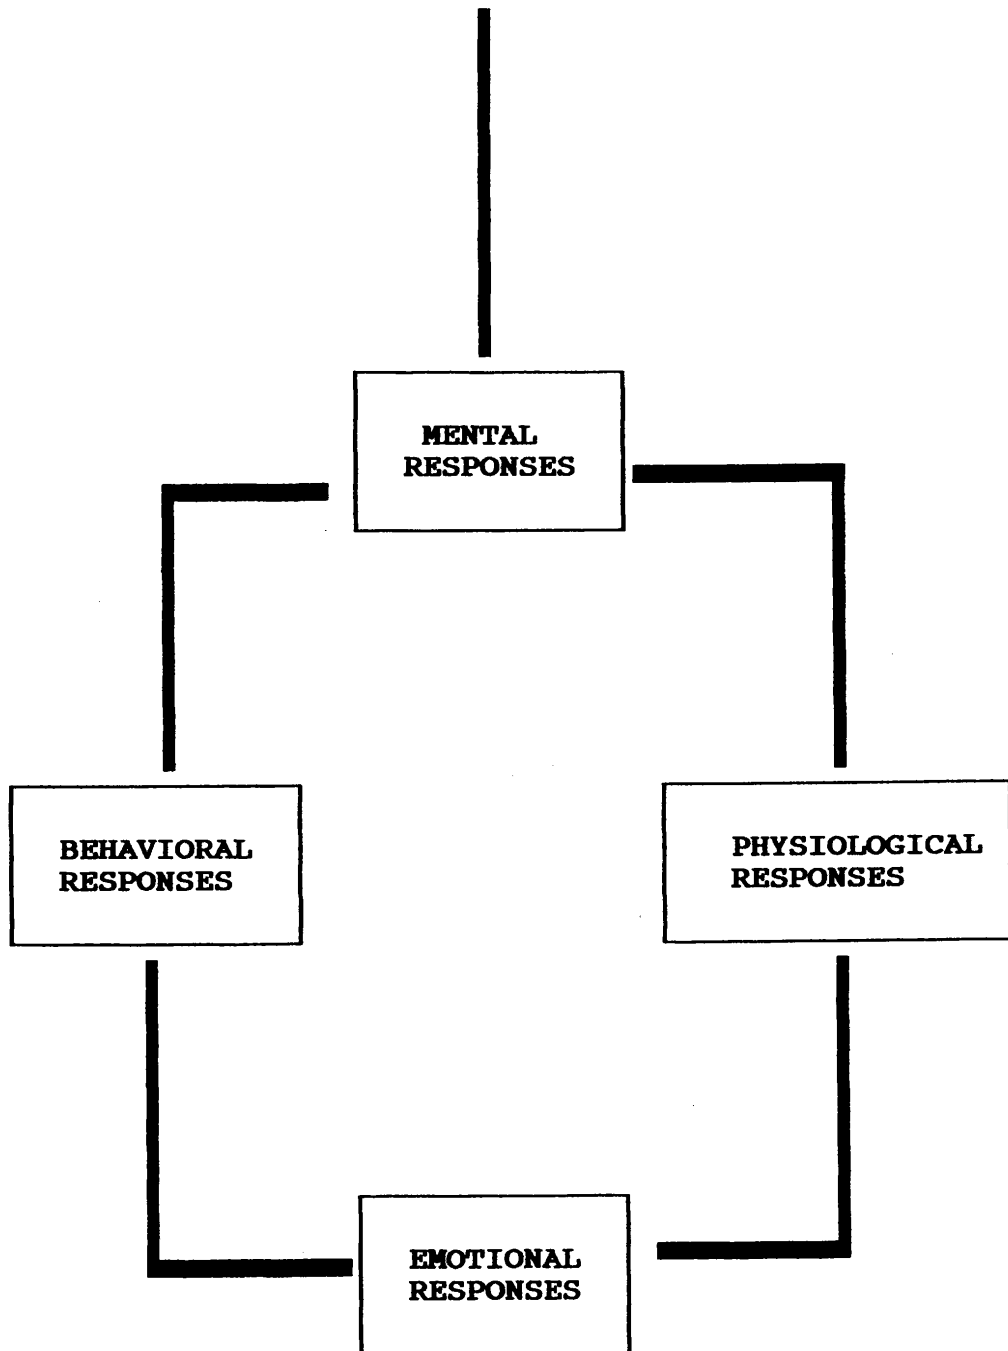 MENTAL
RESPONSES
BEHAVIORAL
RESPONSES
PHYSIOLOGICAL
RESPONSES
EMOTIONAL
RESPONSES